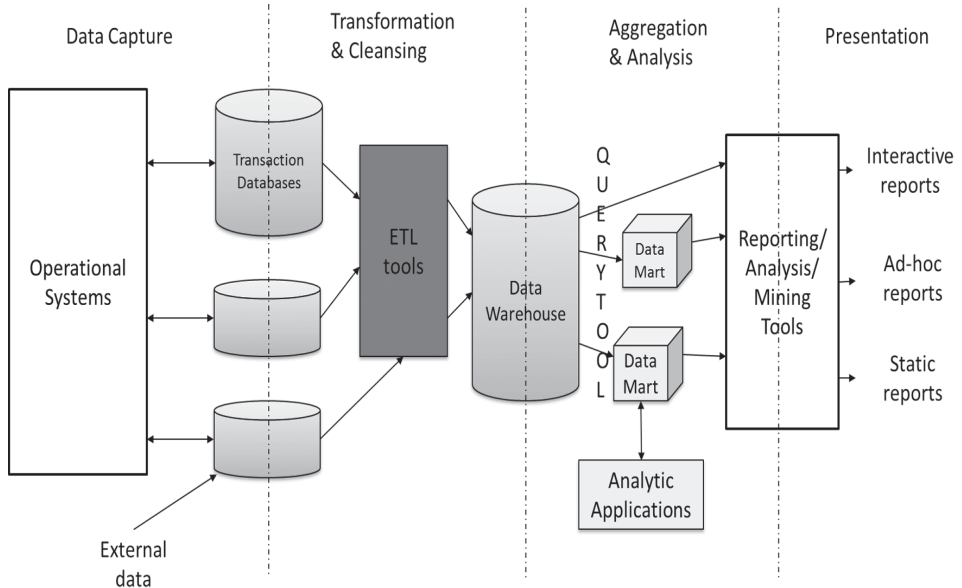 Data Capture
Transformation
& Cleansing
Aggregation
& Analysis
Presentation
Operational
Systems
Transaction
Databases
External
data
ETL
tools
Data
Warehouse
QUERYTOOL
Data
Mart
Data
Mart
Analytic
Applications
Reporting/
Analysis/
Mining
Tools
Interactive
reports
Ad-hoc
reports
Static
reports